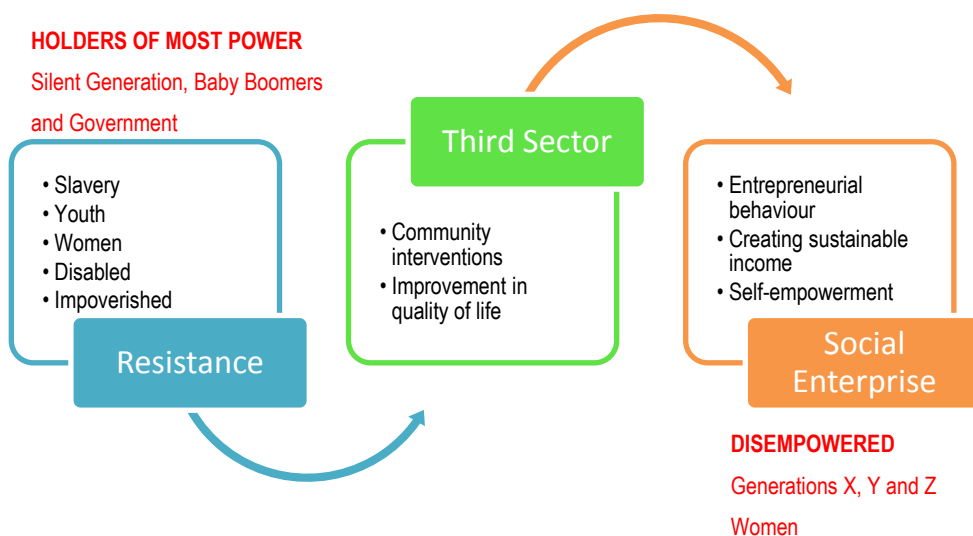 HOLDERS OF MOST POWER
Silent Generation, Baby Boomers
and Government
• Slavery
• Youth
• Women
• Disabled
• Impoverished
Resistance
Third Sector
• Community
interventions
• Improvement in
quality of life
• Entrepreneurial
behaviour
• Creating sustainable
income
• Self-empowerment
Social
Enterprise
DISEMPOWERED
Generations X, Y and Z
Women